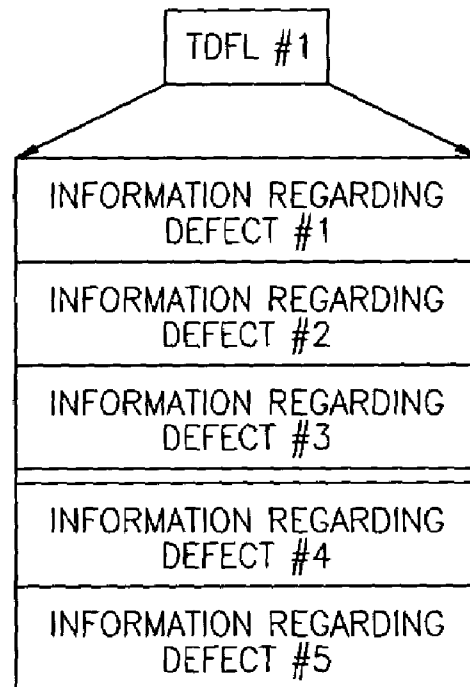 TDFL #1
INFORMATION REGARDING
DEFECT #1
INFORMATION REGARDING
DEFECT #2
INFORMATION REGARDING
DEFECT #3
INFORMATION REGARDING
DEFECT #4
INFORMATION REGARDING
DEFECT #5